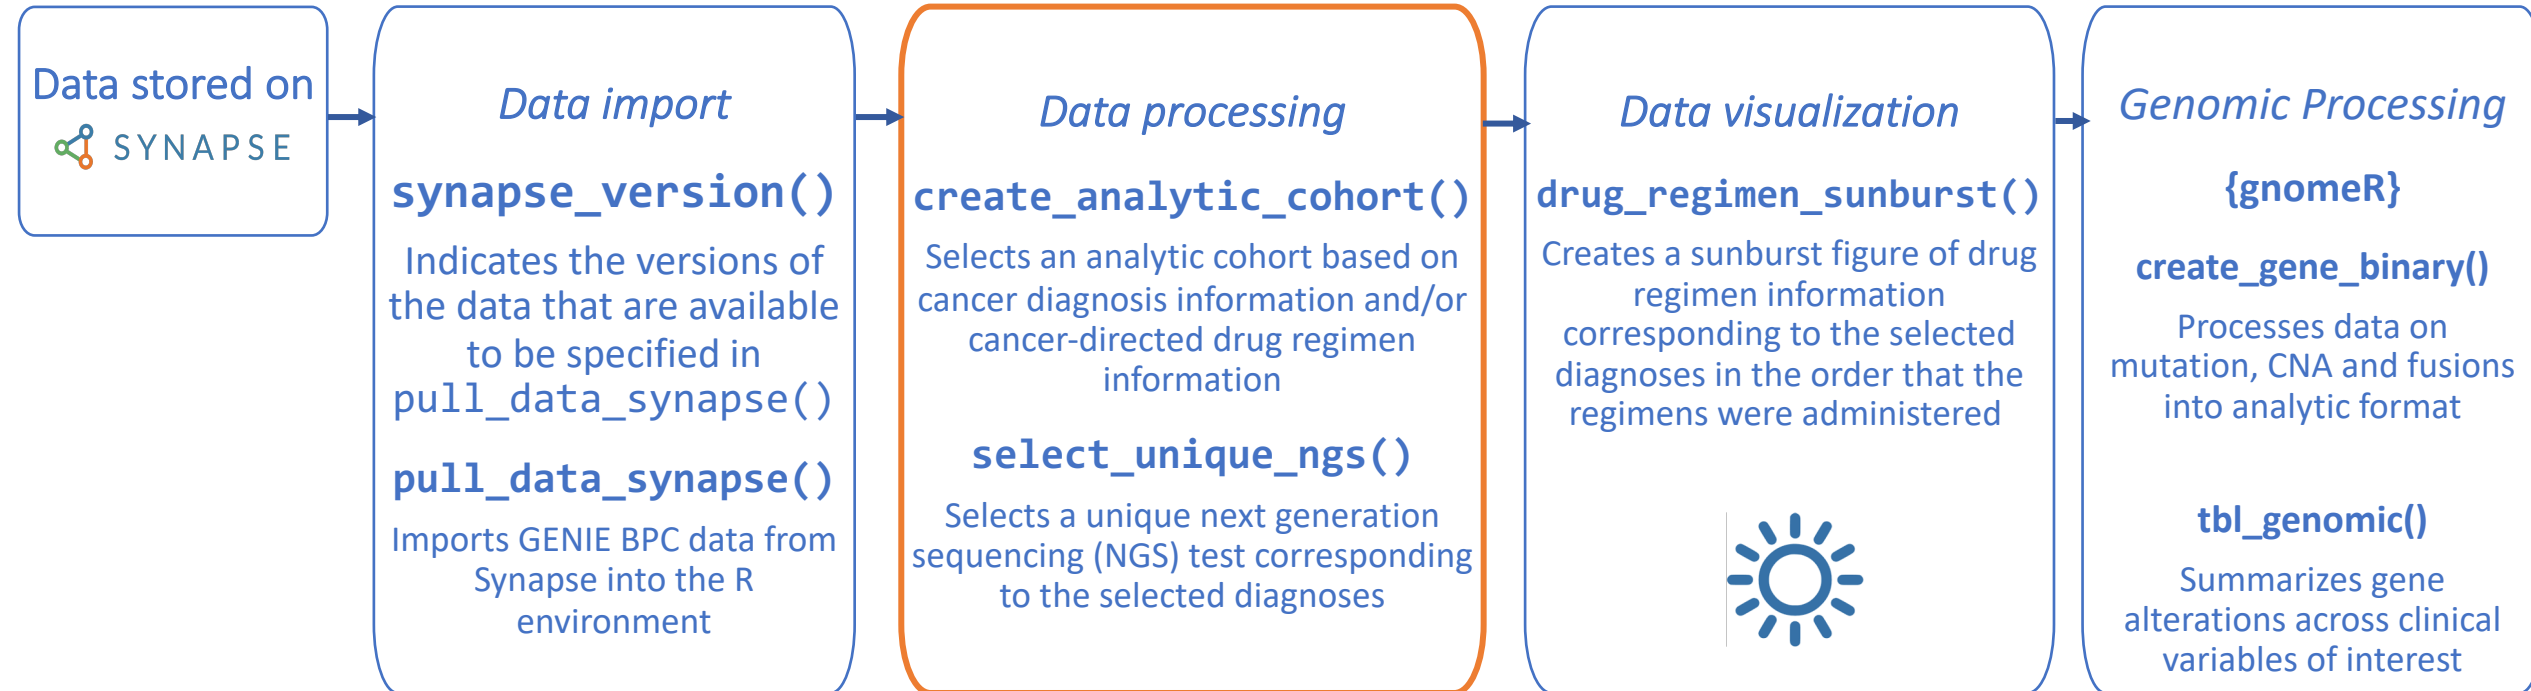 Data stored on
SYNAPSE
Data import
synapse_version()
Indicates the versions of
the data that are available
to be specified in
pull_data_synapse()
pull_data_synapse()
Imports GENIE BPC data from
Synapse into the R
environment
Data processing
create_analytic_cohort()
Selects an analytic cohort based on
cancer diagnosis information and/or
cancer-directed drug regimen
information
select_unique_ngs()
Selects a unique next generation
sequencing (NGS) test corresponding
to the selected diagnoses
Data visualization
drug_regimen_sunburst()
Creates a sunburst figure of drug
regimen information
corresponding to the selected
diagnoses in the order that the
regimens were administered
Genomic Processing
{gnomeR}
create_gene_binary()
Processes data on
mutation, CNA and fusions
into analytic format
tbl_genomic()
Summarizes gene
alterations across clinical
variables of interest